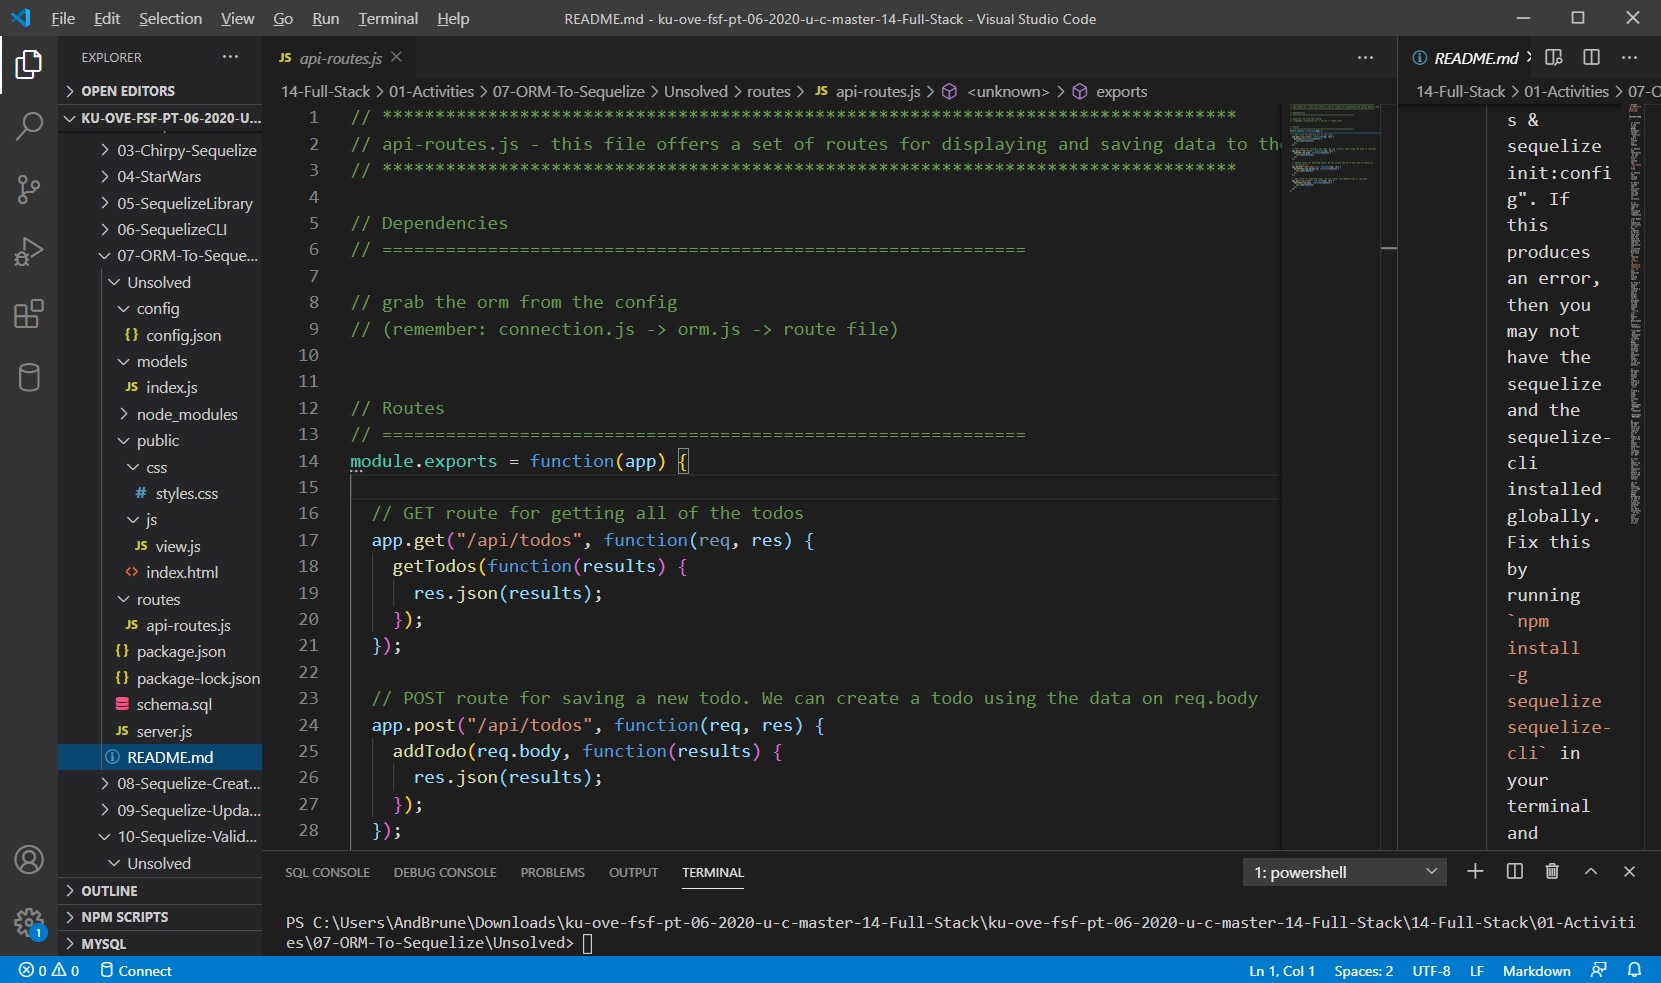 File Edit Selection View Go Run Terminal Help README.md - ku-ove-fsf-pt-06-2020-u-c-master-14-Full-Stack - Visual Studio Code
EXPLORER
OPEN EDITORS
KU-OVE-FSF-PT-06-2020-U...
03-Chirpy-Sequelize
04-StarWars
05-SequelizeLibrary
06-SequelizeCLI
07-ORM-To-Seque...
Unsolved
config
{} config.json
models
JS index.js
node_modules
public
css
# styles.css
js
JS view.js
<> index.html
routes
JS api-routes.js
{} package.json
{} package-lock.json
schema.sql
JS server.js
README.md
08-Sequelize-Creat...
09-Sequelize-Upda...
10-Sequelize-Valid...
Unsolved
OUTLINE
NPM SCRIPTS
MYSQL
1
JS api-routes.js
14-Full-Stack > 01-Activities > 07-ORM-To-Sequelize > Unsolved > routes > JS api-routes.js > <unknown> > exports
1 // *********************************************************************************
2 // api-routes.js - this file offers a set of routes for displaying and saving data to the
3 // *********************************************************************************
4
5 // Dependencies
6 // =============================================================
7
8 // grab the orm from the config
9 // (remember: connection.js -> orm.js -> route file)
10
11
12 // Routes
13 // =============================================================
14 module.exports = function(app) {
15
16 // GET route for getting all of the todos
17 app.get("/api/todos", function(req, res) {
18 getTodos(function(results) {
19 res.json(results);
20 });
21 });
22
23 // POST route for saving a new todo. We can create a todo using the data on req.body
24 app.post("/api/todos", function(req, res) {
25 addTodo(req.body, function(results) {
26 res.json(results);
27 });
28 });
README.md
14-Full-Stack > 01-Activities > 07-O
s &
sequelize
init:confi
g". If
this
produces
an error,
then you
may not
have the
sequelize
and the
sequelize-
cli
installed
globally.
Fix this
by
running
`npm
install
-g
sequelize
sequelize-
cli` in
your
terminal
and
SQL CONSOLE DEBUG CONSOLE PROBLEMS OUTPUT TERMINAL 1: powershell
PS C:\Users\AndBrune\Downloads\ku-ove-fsf-pt-06-2020-u-c-master-14-Full-Stack\ku-ove-fsf-pt-06-2020-u-c-master-14-Full-Stack\14-Full-Stack\01-Activiti
es\07-ORM-To-Sequelize\Unsolved>
0 0 Connect Ln 1, Col 1 Spaces: 2 UTF-8 LF Markdown